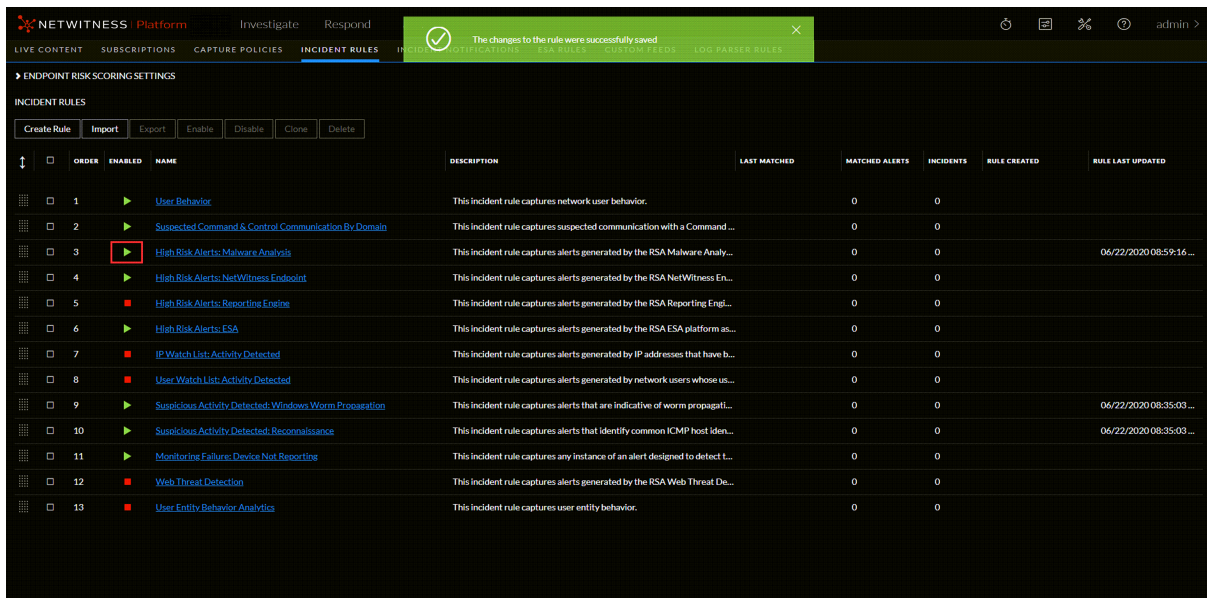 NETWITNESS Platform Investigate Respond admin >
The changes to the rule were successfully saved
LIVE CONTENT SUBSCRIPTIONS CAPTURE POLICIES INCIDENT RULES INCIDENT NOTIFICATIONS ESA RULES CUSTOM FEEDS LOG PARSER RULES
ENDPOINT RISK SCORING SETTINGS
INCIDENT RULES
Create Rule Import Export Enable Disable Clone Delete
ORDER ENABLED NAME DESCRIPTION LAST MATCHED MATCHED ALERTS INCIDENTS RULE CREATED RULE LAST UPDATED
1 User Behavior This incident rule captures network user behavior. 0 0
2 Suspected Command & Control Communication By Domain This incident rule captures suspected communication with a Command ... 0 0
3 High Risk Alerts: Malware Analysis This incident rule captures alerts generated by the RSA Malware Analy... 0 0 06/22/2020 08:59:16 ...
4 High Risk Alerts: NetWitness Endpoint This incident rule captures alerts generated by the RSA NetWitness En... 0 0
5 High Risk Alerts: Reporting Engine This incident rule captures alerts generated by the RSA Reporting Engi... 0 0
6 High Risk Alerts: ESA This incident rule captures alerts generated by the RSA ESA platform as... 0 0
7 IP Watch List: Activity Detected This incident rule captures alerts generated by IP addresses that have b... 0 0
8 User Watch List: Activity Detected This incident rule captures alerts generated by network users whose us... 0 0
9 Suspicious Activity Detected: Windows Worm Propagation This incident rule captures alerts that are indicative of worm propagati... 0 0 06/22/2020 08:35:03 ...
10 Suspicious Activity Detected: Reconnaissance This incident rule captures alerts that identify common ICMP host iden... 0 0 06/22/2020 08:35:03 ...
11 Monitoring Failure: Device Not Reporting This incident rule captures any instance of an alert designed to detect t... 0 0
12 Web Threat Detection This incident rule captures alerts generated by the RSA Web Threat De... 0 0
13 User Entity Behavior Analytics This incident rule captures user entity behavior. 0 0